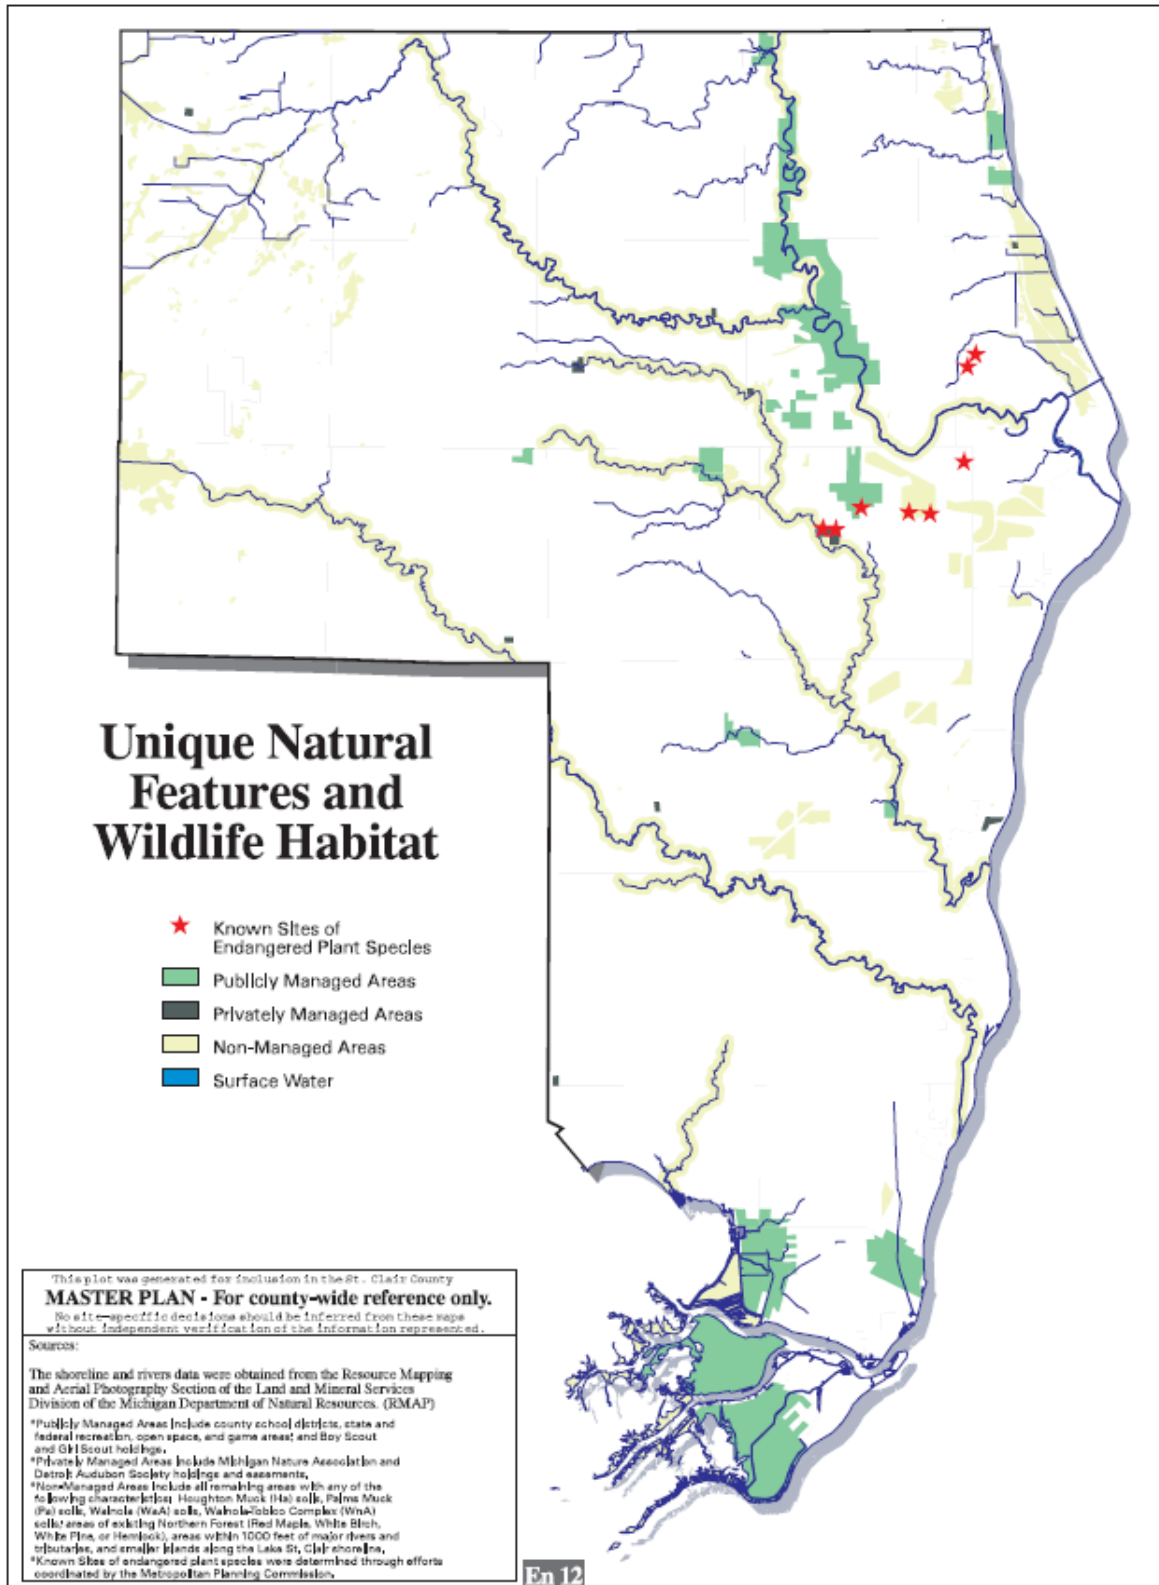 Unique Natural
Features and
Wildlife Habitat
Known Sites of
Endangered Plant Species
Publicly Managed Areas
Privately Managed Areas
Non-Managed Areas
Surface Water
This plot was generated for inclusion in the St. Clair County
MASTER PLAN - For county-wide reference only.
No site-specific decisions should be inferred from these maps
without independent verification of the information represented.
Sources:
The shoreline and rivers data were obtained from the Resource Mapping
and Aerial Photography Section of the Land and Mineral Services
Division of the Michigan Department of Natural Resources. (RMAP)
*Publicly Managed Areas include county school districts, state and
federal recreation, open space, and game areas; and Boy Scout
and Girl Scout holdings.
*Privately Managed Areas include Michigan Nature Association and
Detroit Audubon Society holdings and easements.
*Non-Managed Areas include all remaining areas with any of the
following characteristics: Houghton Muck (Ha) soils, Palms Muck
(Pa) soils, Wainola (WaA) soils, Wainola-Tobico Complex (WnA)
soils; areas of existing Northern Forest (Red Maple, White Birch,
White Pine, or Hemlock), areas within 1000 feet of major rivers and
tributaries, and smaller islands along the Lake St. Clair shoreline.
*Known Sites of endangered plant species were determined through efforts
coordinated by the Metropolitan Planning Commission.
En 12